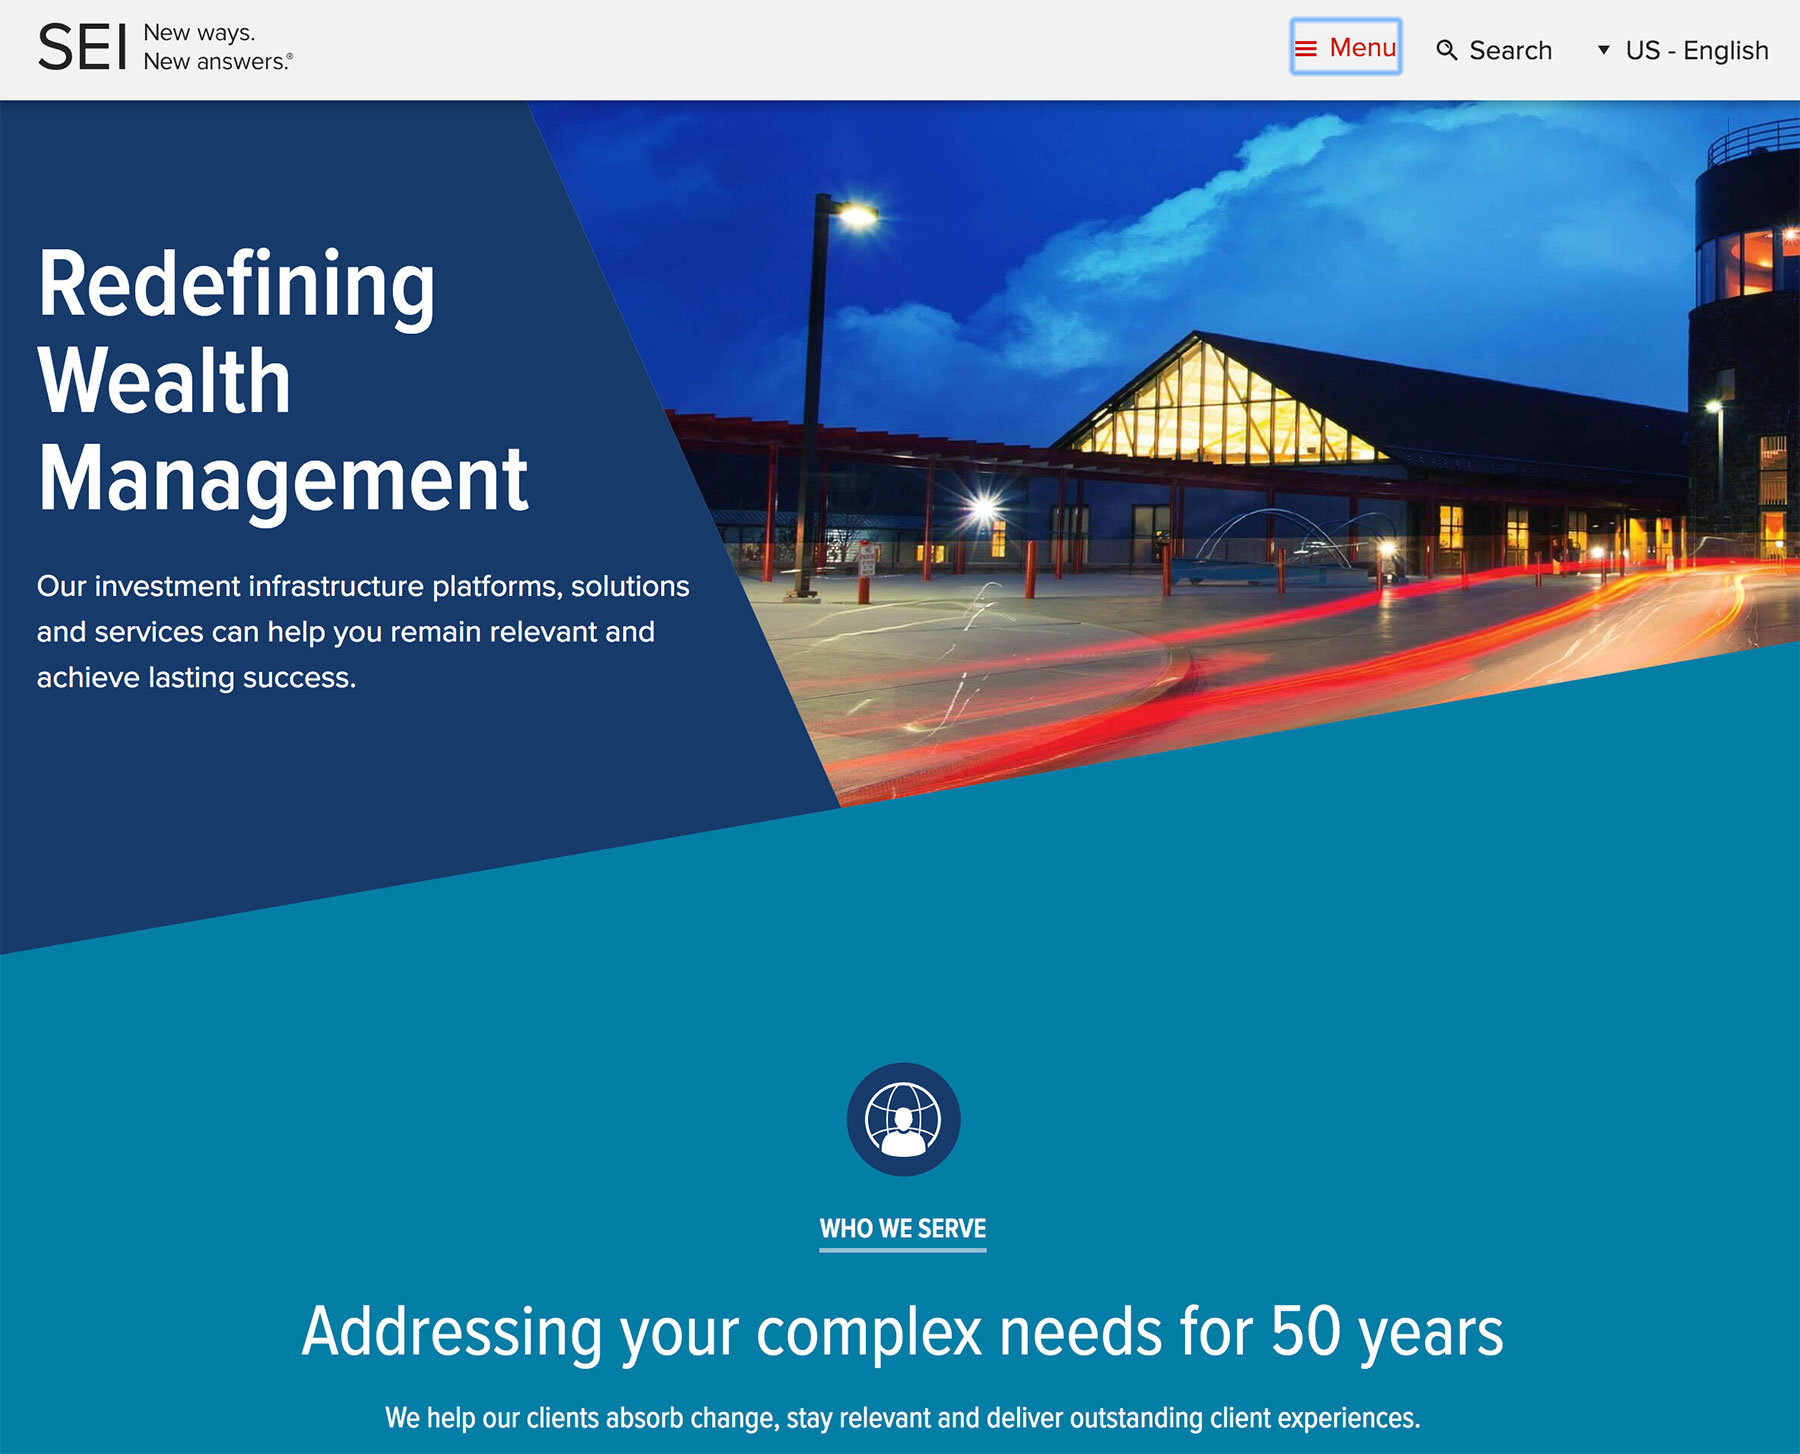 SEI
New ways.
New answers.®
Menu
Search
US - English
Redefining
Wealth
Management
Our investment infrastructure platforms, solutions
and services can help you remain relevant and
achieve lasting success.
WHO WE SERVE
Addressing your complex needs for 50 years
We help our clients absorb change, stay relevant and deliver outstanding client experiences.